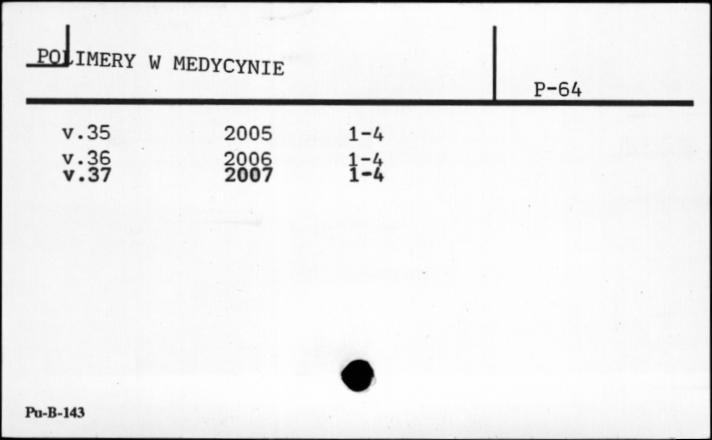 POLIMERY W MEDYCYNIE
P-64
v.35 2005 1-4
v.36 2006 1-4
v.37 2007 1-4
Pu-B-143